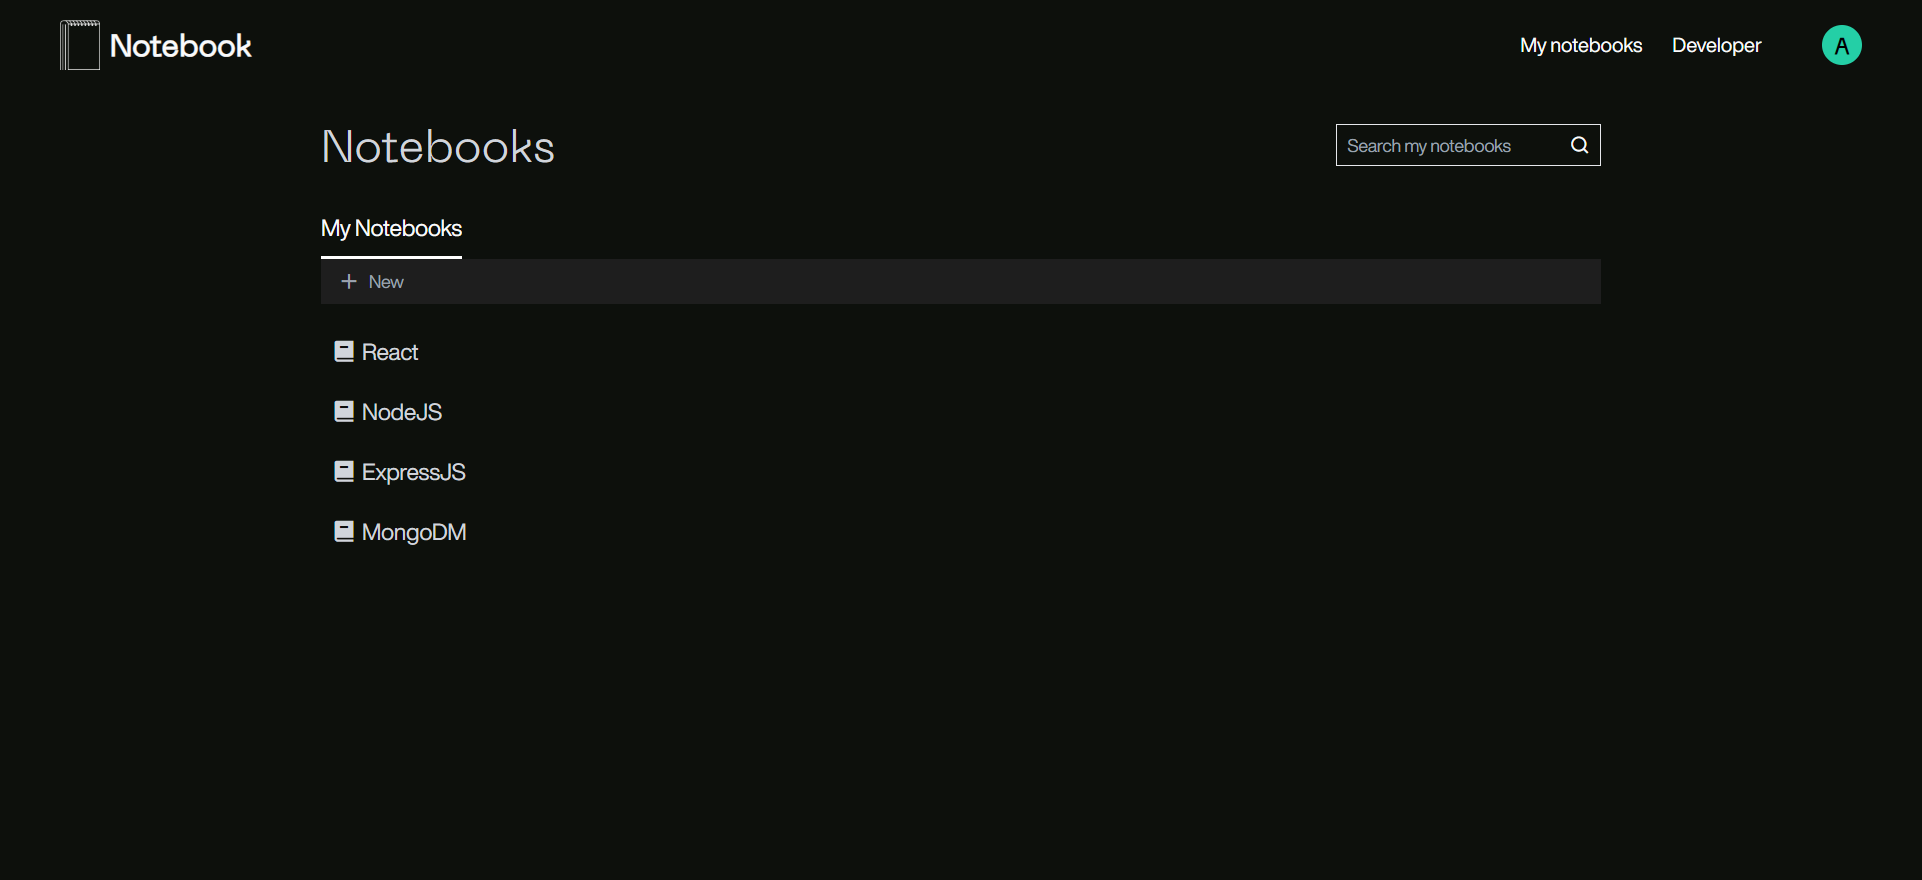 Notebook
My notebooks
Developer
A
Notebooks
Search my notebooks
My Notebooks
New
React
NodeJS
ExpressJS
MongoDM